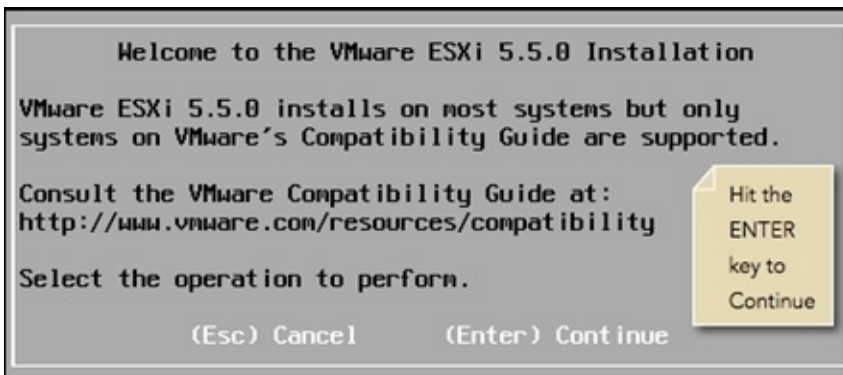 Welcome to the VMware ESXi 5.5.0 Installation
VMware ESXi 5.5.0 installs on most systems but only
systems on VMware's Compatibility Guide are supported.
Consult the VMware Compatibility Guide at:
http://www.vmware.com/resources/compatibility
Select the operation to perform.
(Esc) Cancel (Enter) Continue
Hit the
ENTER
key to
Continue